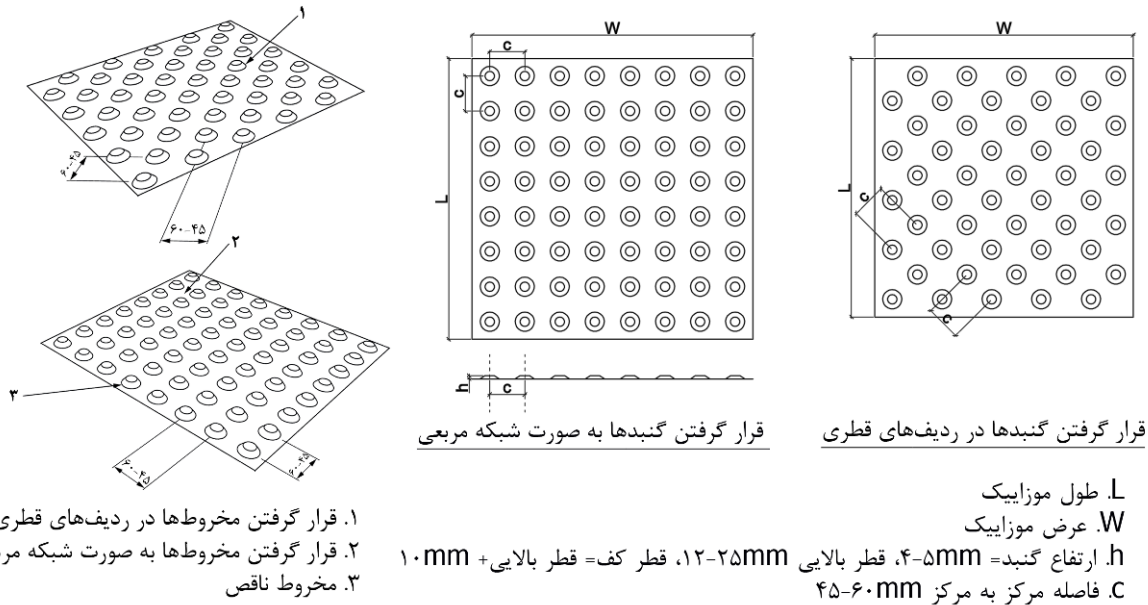 ۱
۹۰-۴۵
۶۰-۴۵
۲
۳
۶۰-۴۵
۹۰-۴۵
W
c
c
L
h
c
قرار گرفتن گنبدها به صورت شبکه مربعی
W
L
c
c
قرار گرفتن گنبدها در ردیف‌های قطری
۱. قرار گرفتن مخروط‌ها در ردیف‌های قطری
۲. قرار گرفتن مخروط‌ها به صورت شبکه
۳. مخروط ناقص
L. طول موزاییک
W. عرض موزاییک
h. ارتفاع گنبد= ۴-۵mm، قطر بالایی ۱۲-۲۵mm، قطر کف= قطر بالایی+ ۱۰mm
C. فاصله مرکز به مرکز ۴۵-۶۰mm